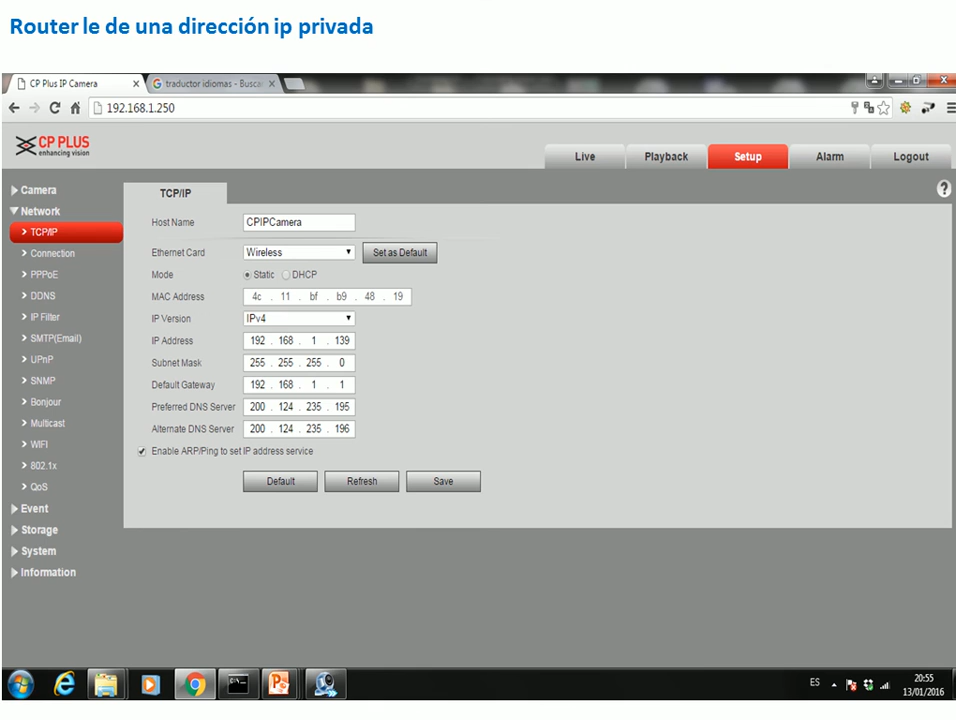 Router le de una dirección ip privada
CP Plus IP Camera
traductor idiomas - Busca
192.168.1.250
CP PLUS
enhancing vision
Live
Playback
Setup
Alarm
Logout
Camera
Network
TCP/IP
Connection
PPPoE
DDNS
IP Filter
SMTP(Email)
UPnP
SNMP
Bonjour
Multicast
WIFI
802.1x
QoS
Event
Storage
System
Information
TCP/IP
Host Name CPIPCamera
Ethernet Card Wireless Set as Default
Mode Static DHCP
MAC Address 4c . 11 . bf . b9 . 48 . 19
IP Version IPv4
IP Address 192 . 168 . 1 . 139
Subnet Mask 255 . 255 . 255 . 0
Default Gateway 192 . 168 . 1 . 1
Preferred DNS Server 200 . 124 . 235 . 195
Alternate DNS Server 200 . 124 . 235 . 196
Enable ARP/Ping to set IP address service
Default Refresh Save
ES
20:55
13/01/2016